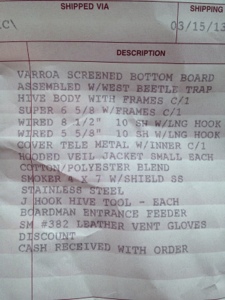 SHIPPED VIA
SHIPPING
03/15/13
DESCRIPTION
VARROA SCREENED BOTTOM BOARD
ASSEMBLED W/WEST BEETLE TRAP
HIVE BODY WITH FRAMES C/1
SUPER 6 5/8 W/FRAMES C/1
WIRED 8 1/2" 10 SH W/LNG HOOK
WIRED 5 5/8" 10 SH W/LNG HOOK
COVER TELE METAL W/INNER C/1
HOODED VEIL JACKET SMALL EACH
COTTON/POLYESTER BLEND
SMOKER 4 X 7 W/SHIELD SS
STAINLESS STEEL
J HOOK HIVE TOOL - EACH
BOARDMAN ENTRANCE FEEDER
SM #382 LEATHER VENT GLOVES
DISCOUNT
CASH RECEIVED WITH ORDER